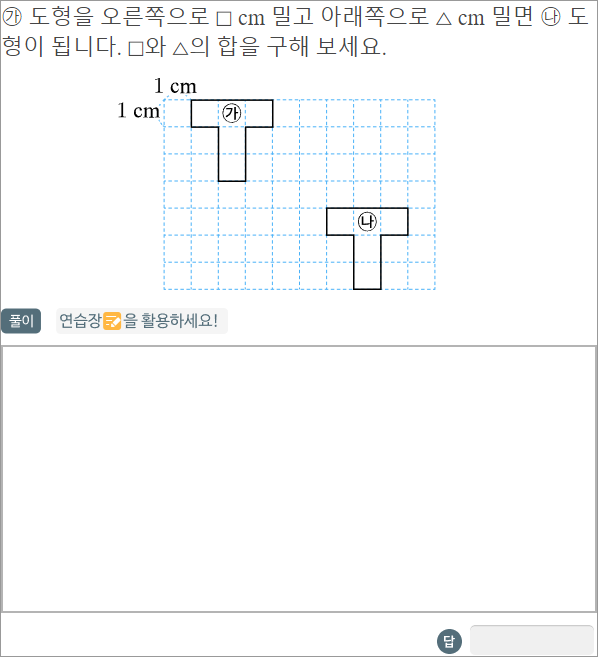 ㉮ 도형을 오른쪽으로 □ cm 밀고 아래쪽으로 △ cm 밀면 ㉯ 도
형이 됩니다. □와 △의 합을 구해 보세요.
1 cm
1 cm
㉮
㉯
풀이 연습장을 활용하세요!
답